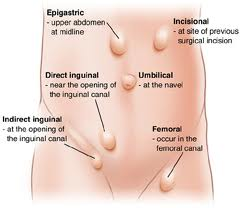 Epigastric
- upper abdomen
at midline
Incisional
- at site of previous
surgical incision
Direct inguinal
- near the opening of
the inguinal canal
Umbilical
- at the navel
Indirect inguinal
- at the opening of
the inguinal canal
Femoral
- occur in the
femoral canal